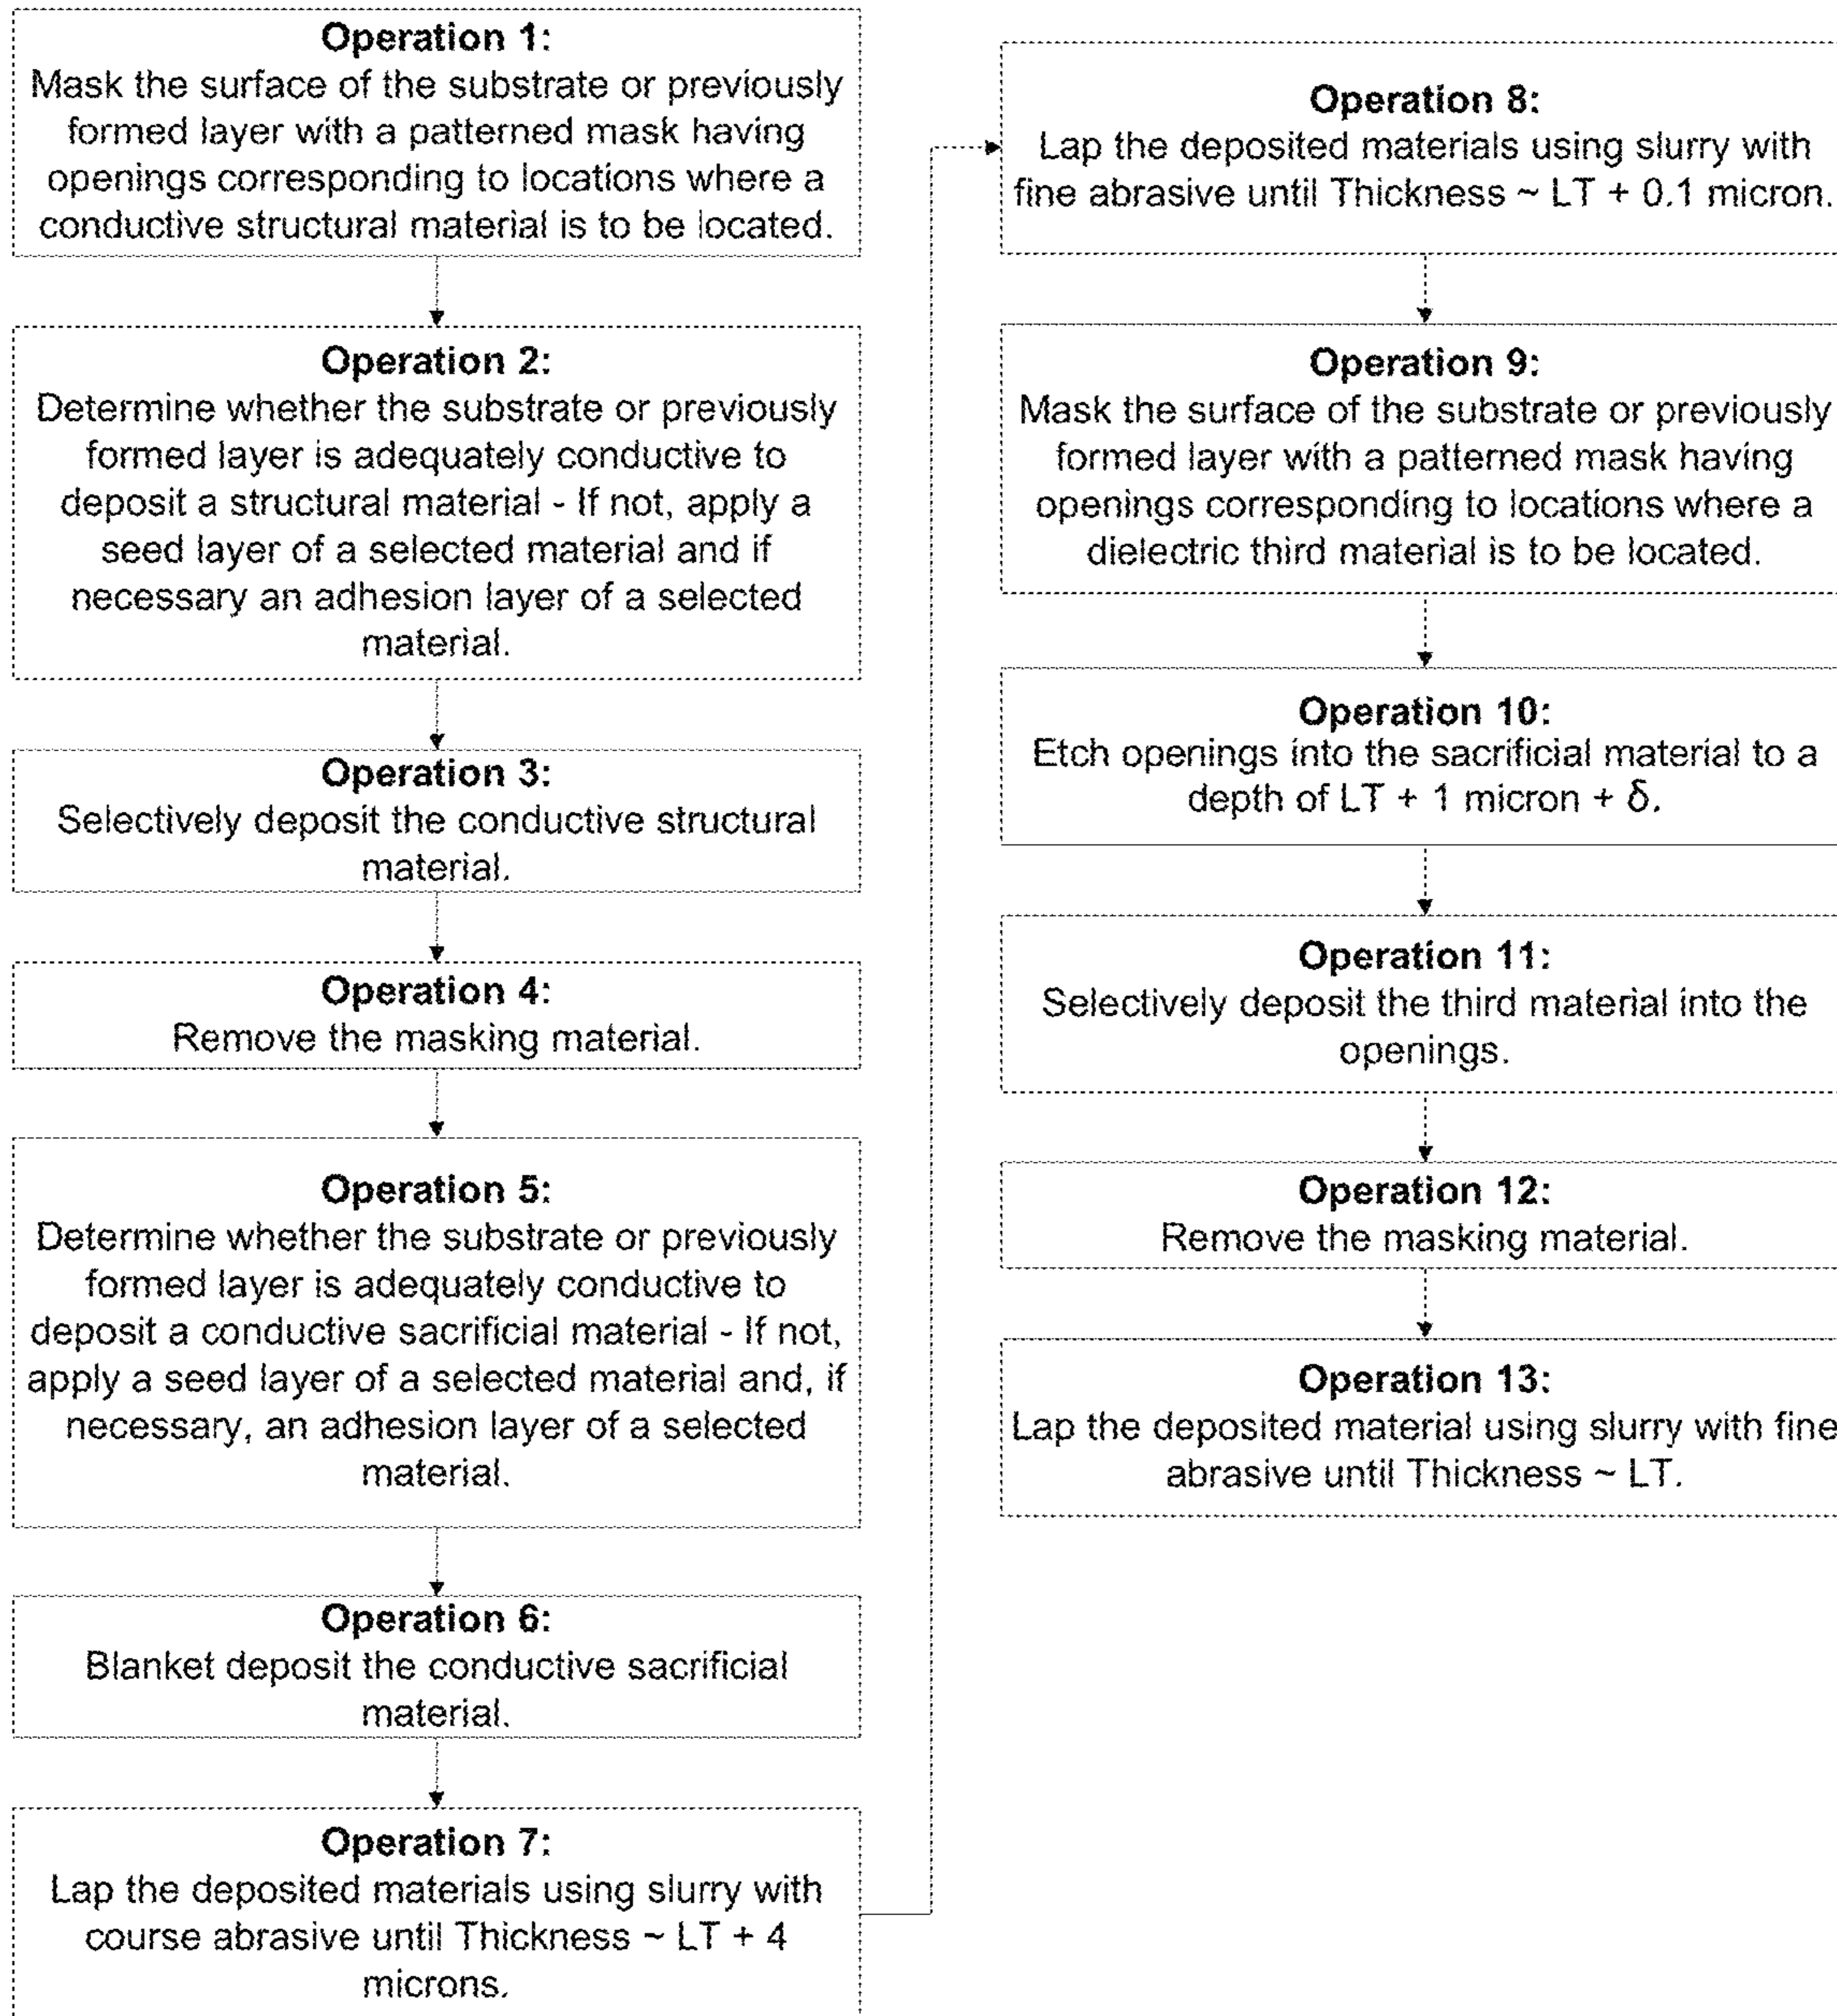 Operation 1:
Mask the surface of the substrate or previously
formed layer with a patterned mask having
openings corresponding to locations where a
conductive structural material is to be located.
Operation 2:
Determine whether the substrate or previously
formed layer is adequately conductive to
deposit a structural material - If not, apply a
seed layer of a selected material and if
necessary an adhesion layer of a selected
material.
Operation 3:
Selectively deposit the conductive structural
material.
Operation 4:
Remove the masking material.
Operation 5:
Determine whether the substrate or previously
formed layer is adequately conductive to
deposit a conductive sacrificial material - If not,
apply a seed layer of a selected material and, if
necessary, an adhesion layer of a selected
material.
Operation 6:
Blanket deposit the conductive sacrificial
material.
Operation 7:
Lap the deposited materials using slurry with
course abrasive until Thickness ~ LT + 4
microns.
Operation 8:
Lap the deposited materials using slurry with
fine abrasive until Thickness ~ LT + 0.1 micron.
Operation 9:
Mask the surface of the substrate or previously
formed layer with a patterned mask having
openings corresponding to locations where a
dielectric third material is to be located.
Operation 10:
Etch openings into the sacrificial material to a
depth of LT + 1 micron + δ.
Operation 11:
Selectively deposit the third material into the
openings.
Operation 12:
Remove the masking material.
Operation 13:
Lap the deposited material using slurry with fine
abrasive until Thickness ~ LT.